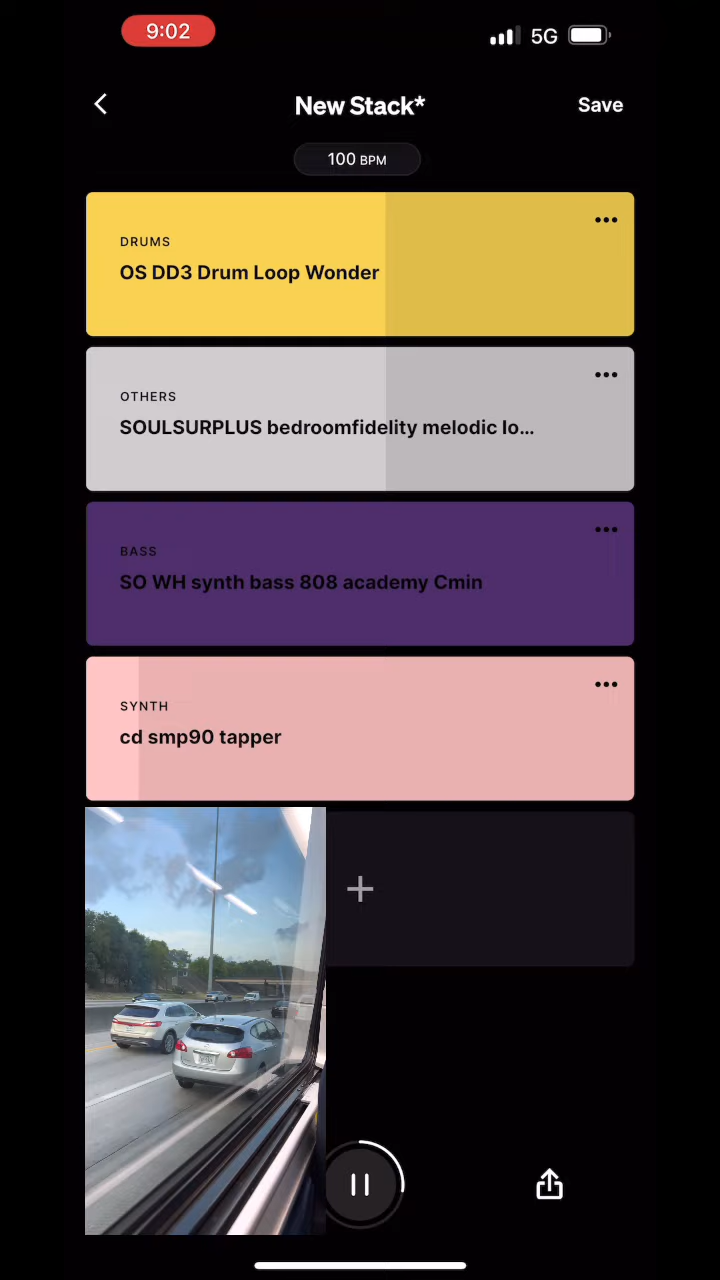 9:02
5G
New Stack*
Save
100 BPM
DRUMS
OS DD3 Drum Loop Wonder
OTHERS
SOULSURPLUS bedroomfidelity melodic lo...
BASS
SO WH synth bass 808 academy Cmin
SYNTH
cd smp90 tapper